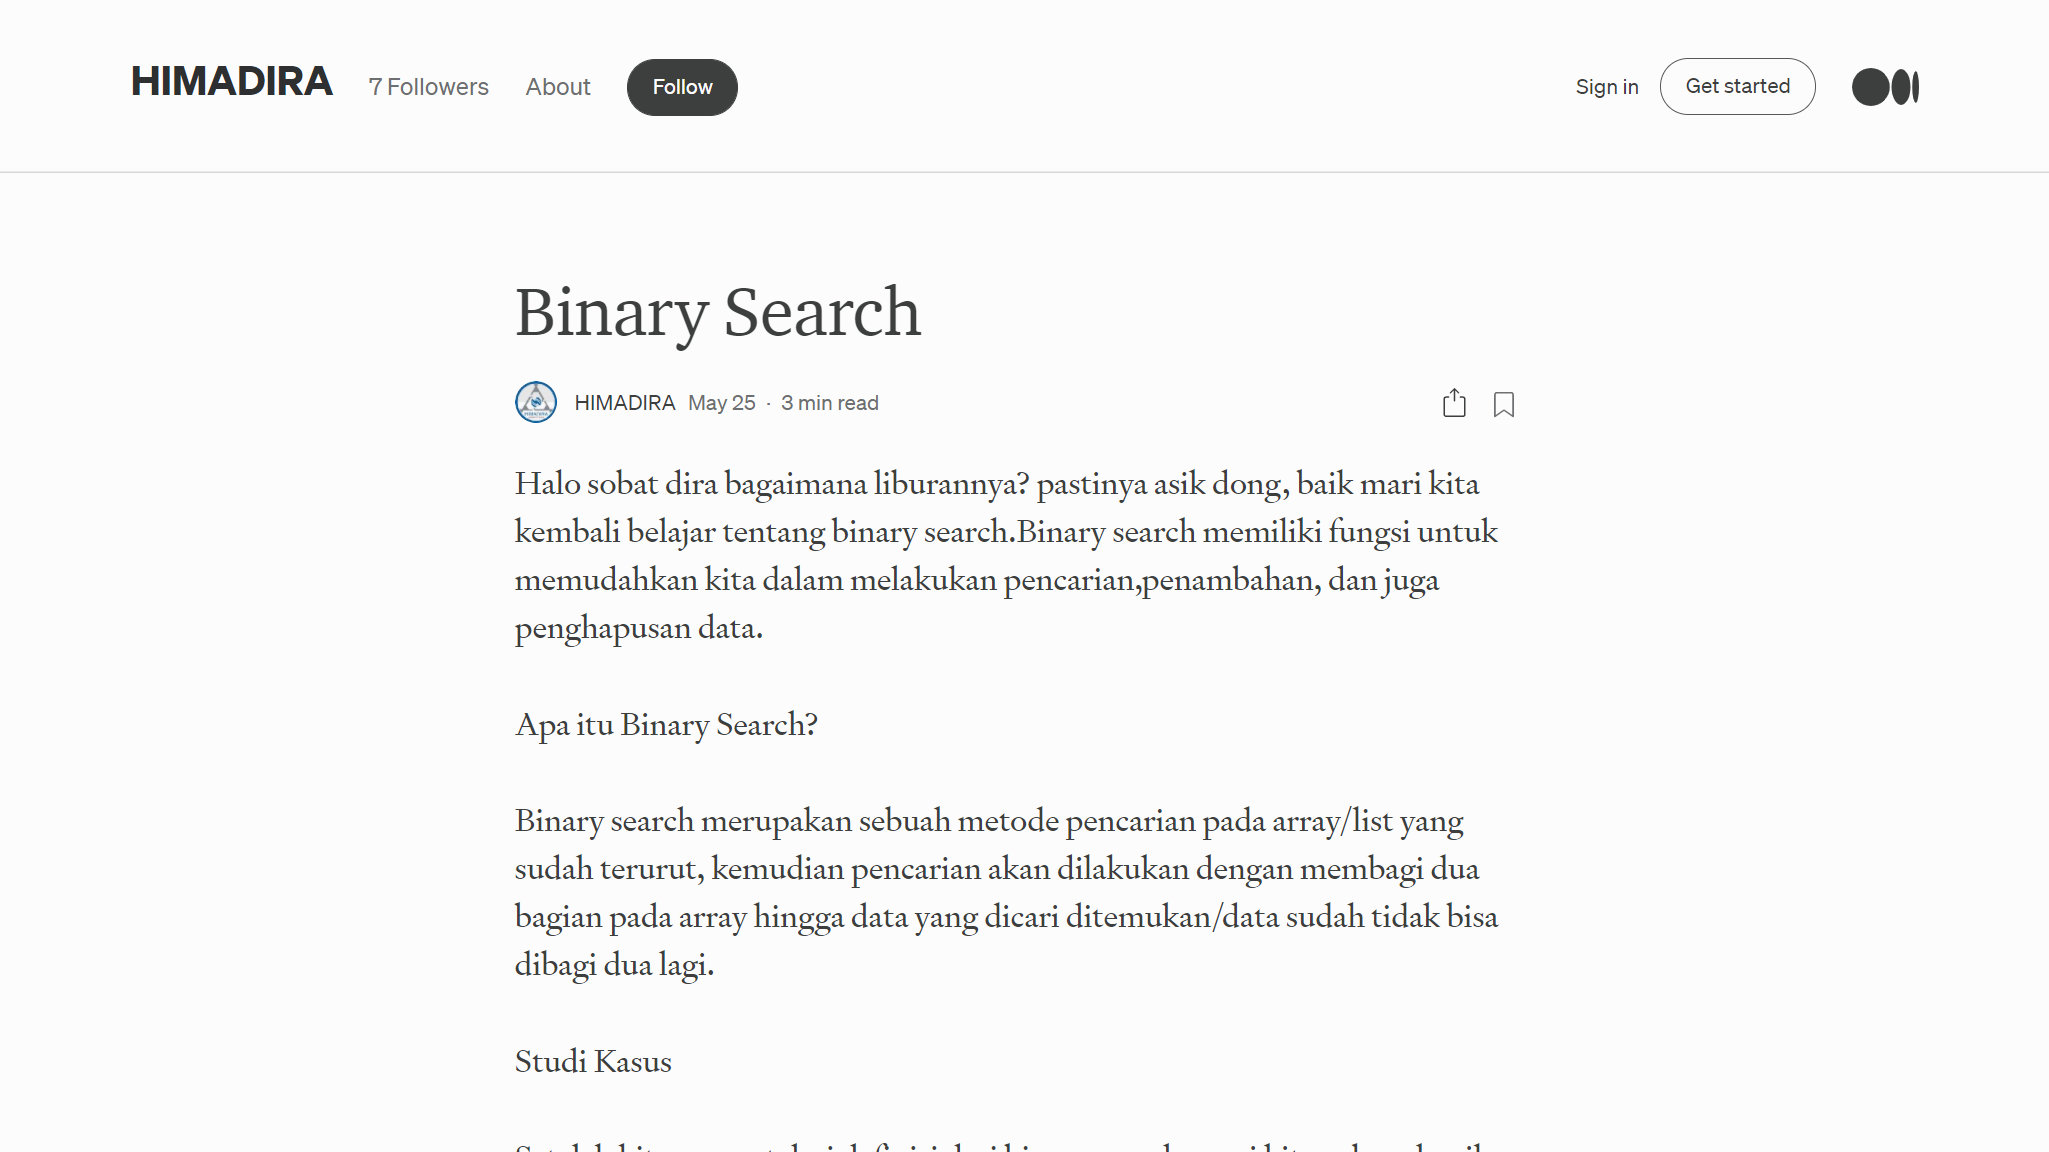 HIMADIRA 7 Followers About Follow Sign in Get started
Binary Search
HIMADIRA May 25 · 3 min read
Halo sobat dira bagaimana liburannya? pastinya asik dong, baik mari kita
kembali belajar tentang binary search.Binary search memiliki fungsi untuk
memudahkan kita dalam melakukan pencarian,penambahan, dan juga
penghapusan data.
Apa itu Binary Search?
Binary search merupakan sebuah metode pencarian pada array/list yang
sudah terurut, kemudian pencarian akan dilakukan dengan membagi dua
bagian pada array hingga data yang dicari ditemukan/data sudah tidak bisa
dibagi dua lagi.
Studi Kasus